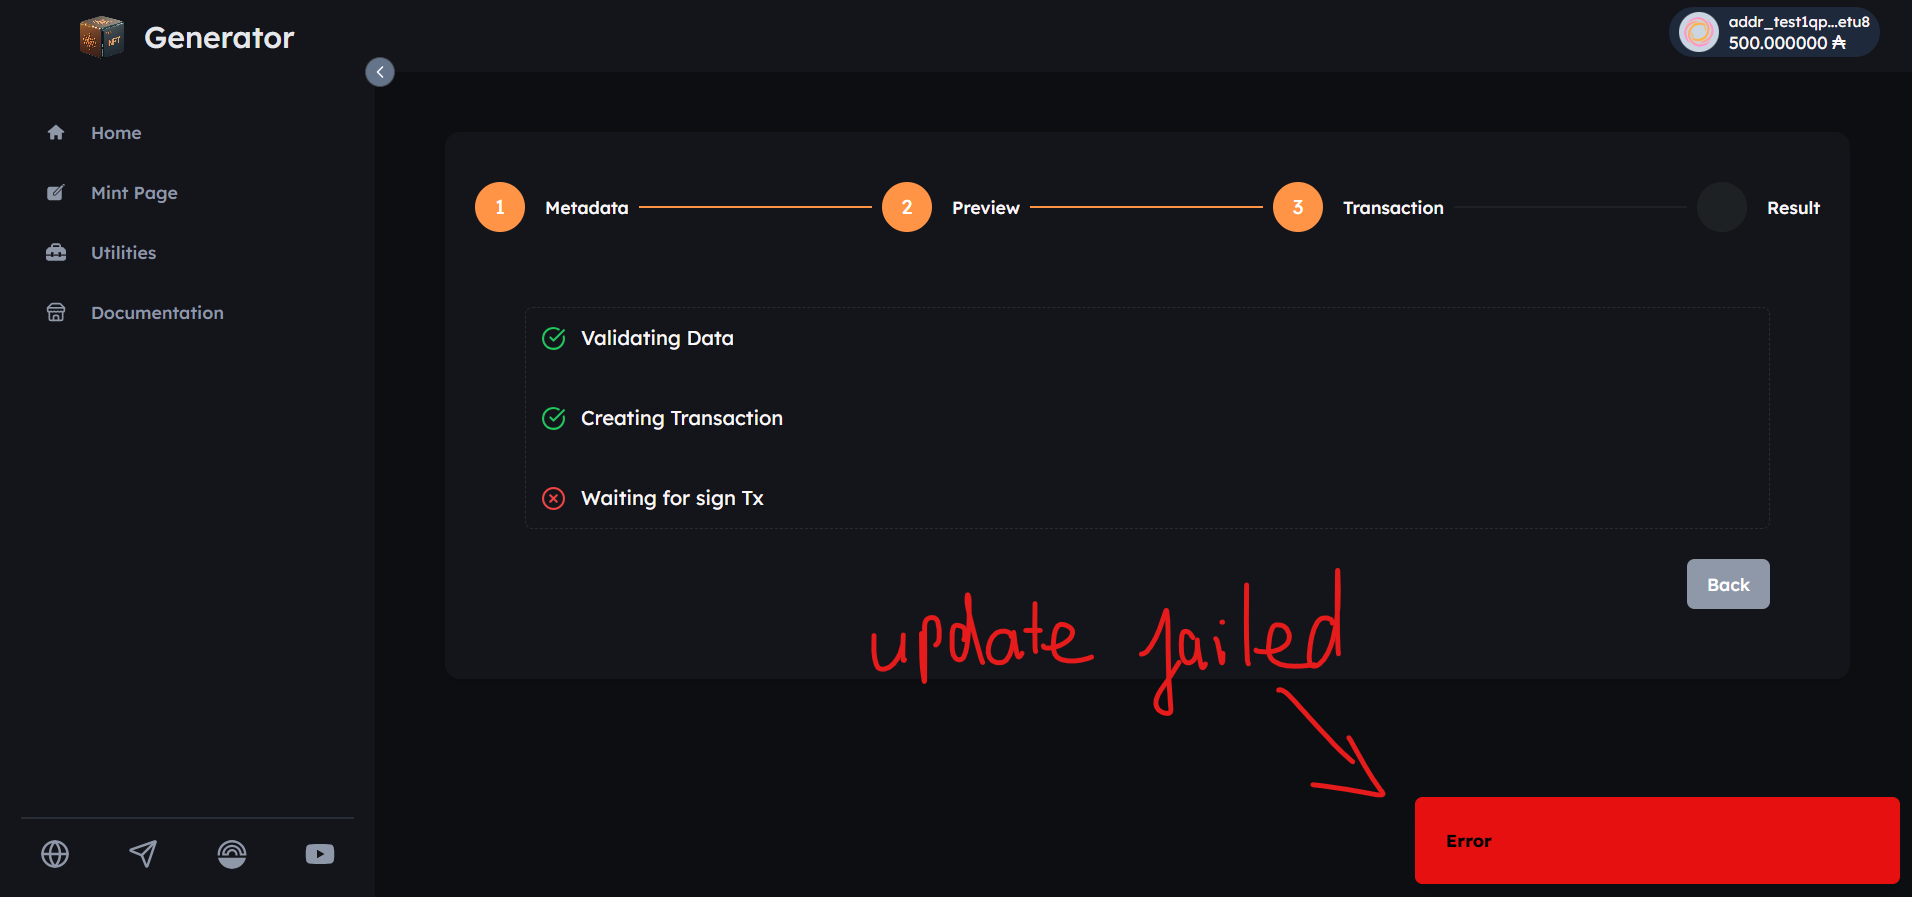 Generator
addr_test1qp...etu8
500.000000 ₳
Home
Mint Page
Utilities
Documentation
1 Metadata
2 Preview
3 Transaction
Result
Validating Data
Creating Transaction
Waiting for sign Tx
Back
update failed
Error